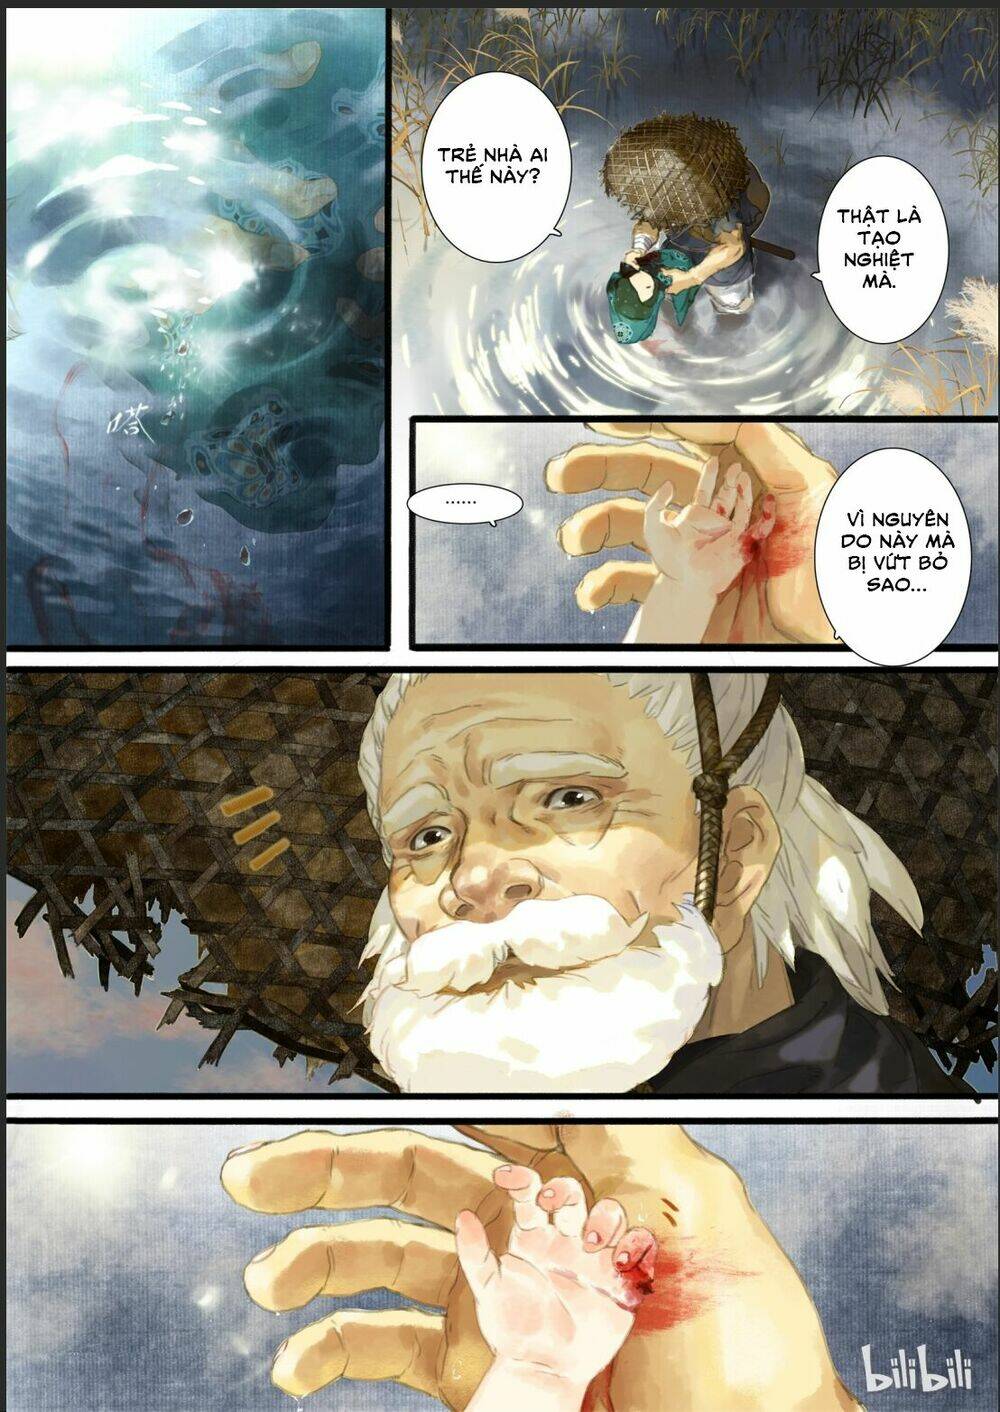 TRẺ NHÀ AI
THẾ NÀY?
THẬT LÀ
TẠO
NGHIỆT
MÀ.
嗒
......
VÌ NGUYÊN
DO NÀY MÀ
BỊ VỨT BỎ
SAO...
bilibili